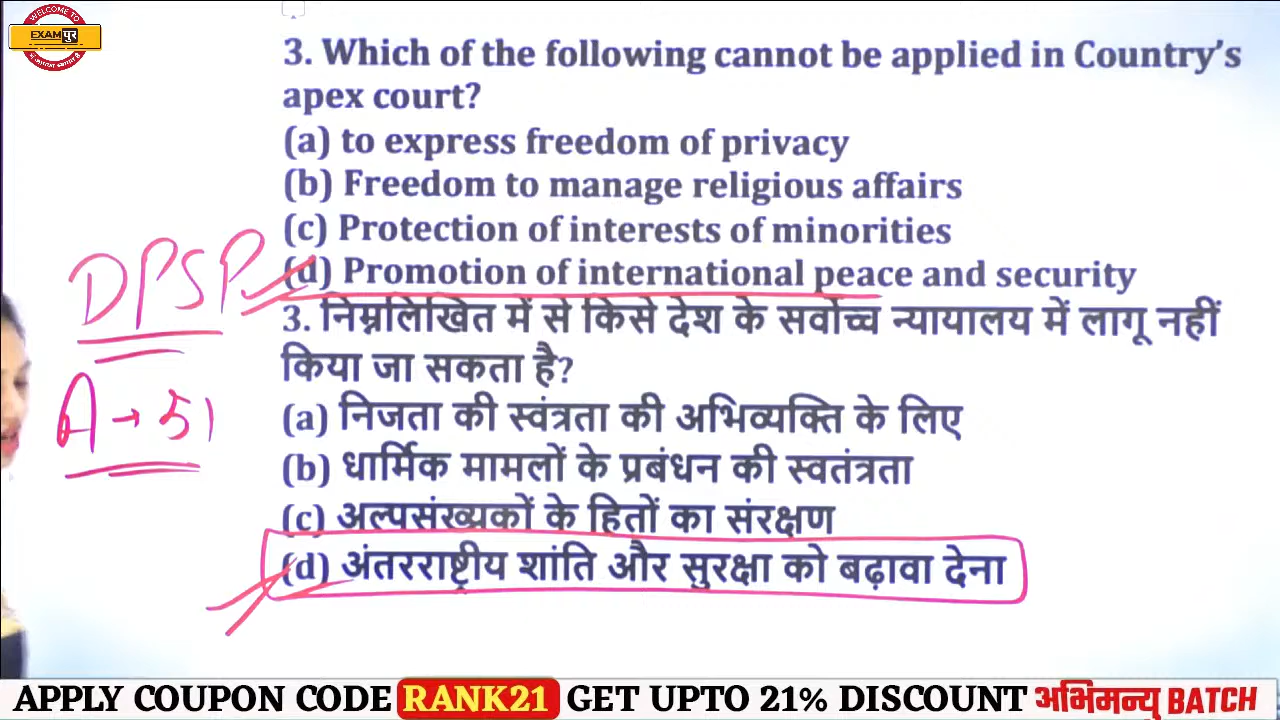 WELCOME TO
EXAMपुर
3. Which of the following cannot be applied in Country's
apex court?
(a) to express freedom of privacy
(b) Freedom to manage religious affairs
(c) Protection of interests of minorities
(d) Promotion of international peace and security
DPSP
3. निम्नलिखित में से किसे देश के सर्वोच्च न्यायालय में लागू नहीं
किया जा सकता है?
A → 51
(a) निजता की स्वंत्रता की अभिव्यक्ति के लिए
(b) धार्मिक मामलों के प्रबंधन की स्वतंत्रता
(c) अल्पसंख्यकों के हितों का संरक्षण
(d) अंतरराष्ट्रीय शांति और सुरक्षा को बढ़ावा देना
APPLY COUPON CODE RANK21 GET UPTO 21% DISCOUNT अभिमन्यु BATCH